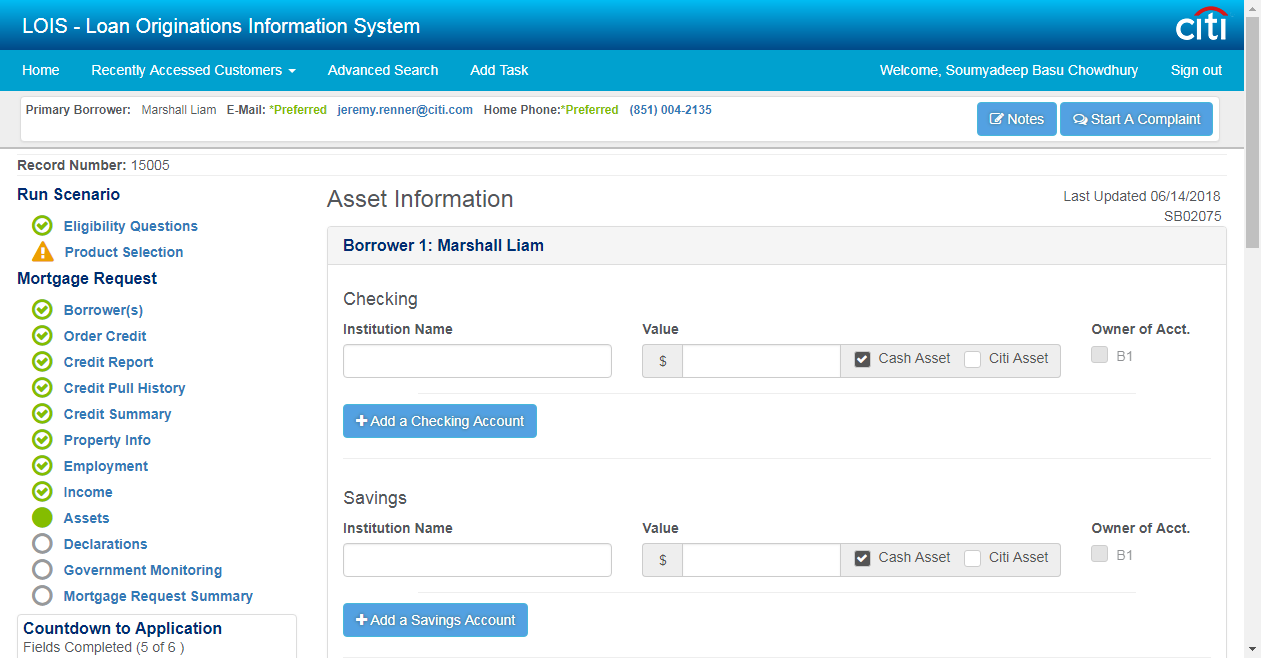 LOIS - Loan Originations Information System
citi
Home Recently Accessed Customers Advanced Search Add Task Welcome, Soumyadeep Basu Chowdhury Sign out
Primary Borrower: Marshall Liam E-Mail: *Preferred jeremy.renner@citi.com Home Phone:*Preferred (851) 004-2135
Notes Start A Complaint
Record Number: 15005
Run Scenario
Eligibility Questions
Product Selection
Mortgage Request
Borrower(s)
Order Credit
Credit Report
Credit Pull History
Credit Summary
Property Info
Employment
Income
Assets
Declarations
Government Monitoring
Mortgage Request Summary
Countdown to Application
Fields Completed (5 of 6 )
Asset Information
Last Updated 06/14/2018
SB02075
Borrower 1: Marshall Liam
Checking
Institution Name Value Owner of Acct.
$ Cash Asset Citi Asset B1
+ Add a Checking Account
Savings
Institution Name Value Owner of Acct.
$ Cash Asset Citi Asset B1
+ Add a Savings Account